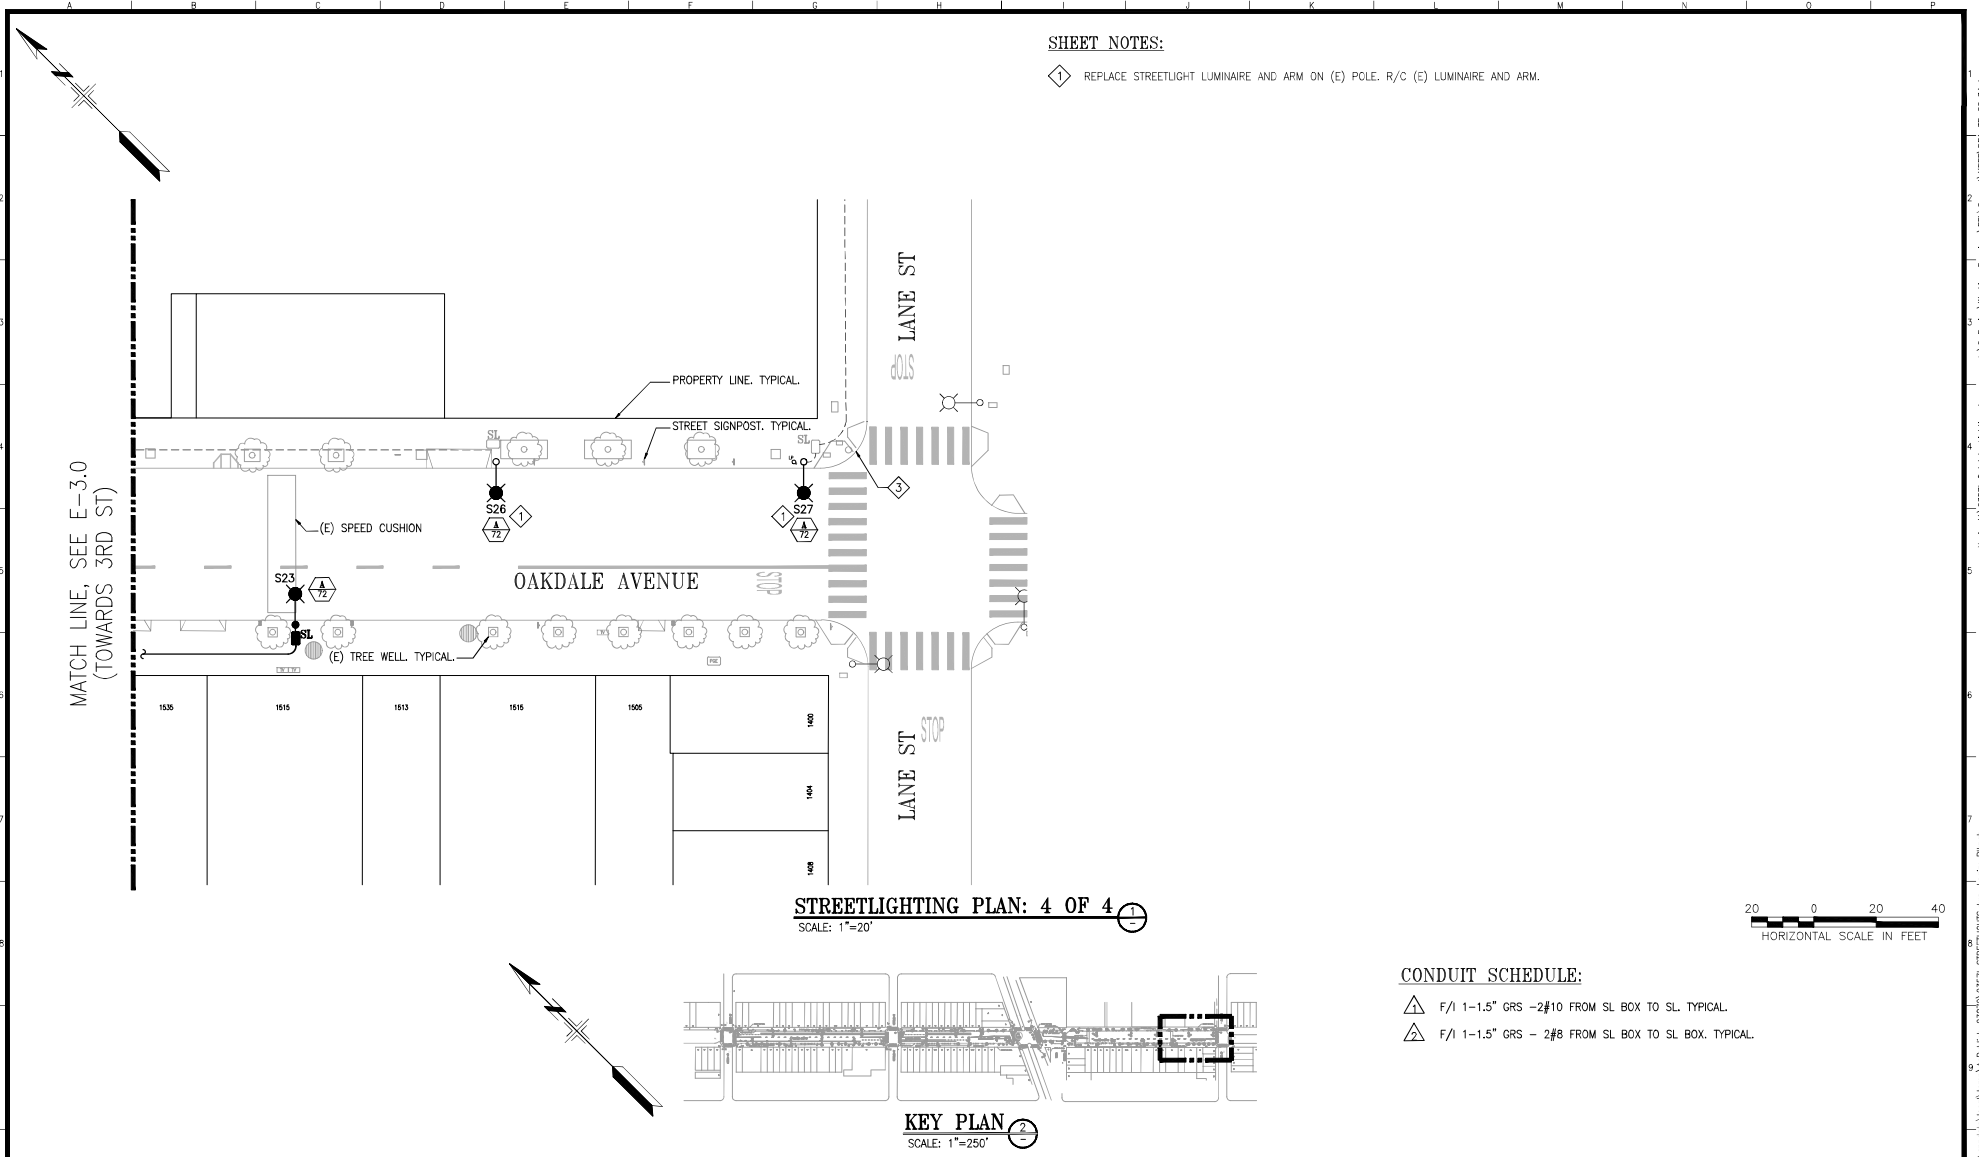 A B C D E F G H I J K L M N O P
SHEET NOTES:
1 REPLACE STREETLIGHT LUMINAIRE AND ARM ON (E) POLE. R/C (E) LUMINAIRE AND ARM.
LANE ST
STOP
PROPERTY LINE. TYPICAL.
STREET SIGNPOST. TYPICAL.
SL
SL
3
S26
1
A
72
1
S27
A
72
(E) SPEED CUSHION
MATCH LINE, SEE E-3.0
(TOWARDS 3RD ST)
S23
A
72
OAKDALE AVENUE
STOP
SL
(E) TREE WELL. TYPICAL.
1535
1515
1513
1515
1505
1400
1404
1408
STOP
LANE ST
STREETLIGHTING PLAN: 4 OF 4
1
-
SCALE: 1"=20'
20 0 20 40
HORIZONTAL SCALE IN FEET
CONDUIT SCHEDULE:
1 F/I 1-1.5" GRS -2#10 FROM SL BOX TO SL. TYPICAL.
2 F/I 1-1.5" GRS - 2#8 FROM SL BOX TO SL BOX. TYPICAL.
KEY PLAN
2
-
SCALE: 1"=250'